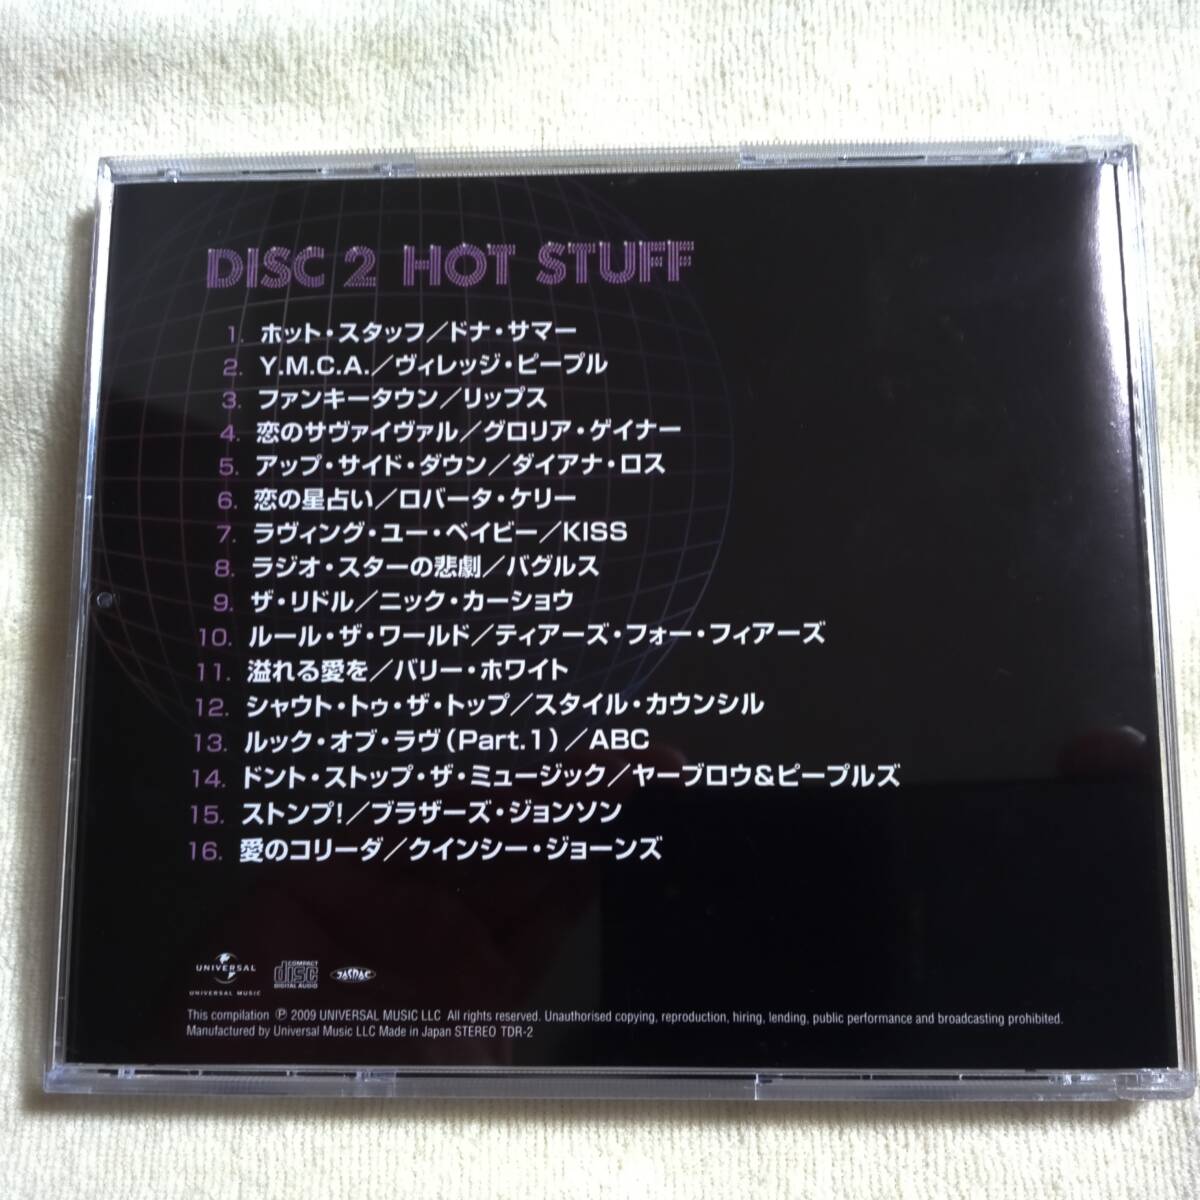 DISC 2 HOT STUFF
1. ホット・スタッフ／ドナ・サマー
2. Y.M.C.A.／ヴィレッジ・ピープル
3. ファンキータウン／リップス
4. 恋のサヴァイヴァル／グロリア・ゲイナー
5. アップ・サイド・ダウン／ダイアナ・ロス
6. 恋の星占い／ロバータ・ケリー
7. ラヴィング・ユー・ベイビー／KISS
8. ラジオ・スターの悲劇／バグルス
9. ザ・リドル／ニック・カーショウ
10. ルール・ザ・ワールド／ティアーズ・フォー・フィアーズ
11. 溢れる愛を／バリー・ホワイト
12. シャウト・トゥ・ザ・トップ／スタイル・カウンシル
13. ルック・オブ・ラヴ（Part.1）／ABC
14. ドント・ストップ・ザ・ミュージック／ヤーブロウ&ピープルズ
15. ストンプ!／ブラザーズ・ジョンソン
16. 愛のコリーダ／クインシー・ジョーンズ
UNIVERSAL
UNIVERSAL MUSIC
COMPACT
disc
DIGITAL AUDIO
JASRAC
This compilation ℗ 2009 UNIVERSAL MUSIC LLC All rights reserved. Unauthorised copying, reproduction, hiring, lending, public performance and broadcasting prohibited.
Manufactured by Universal Music LLC Made in Japan STEREO TDR-2